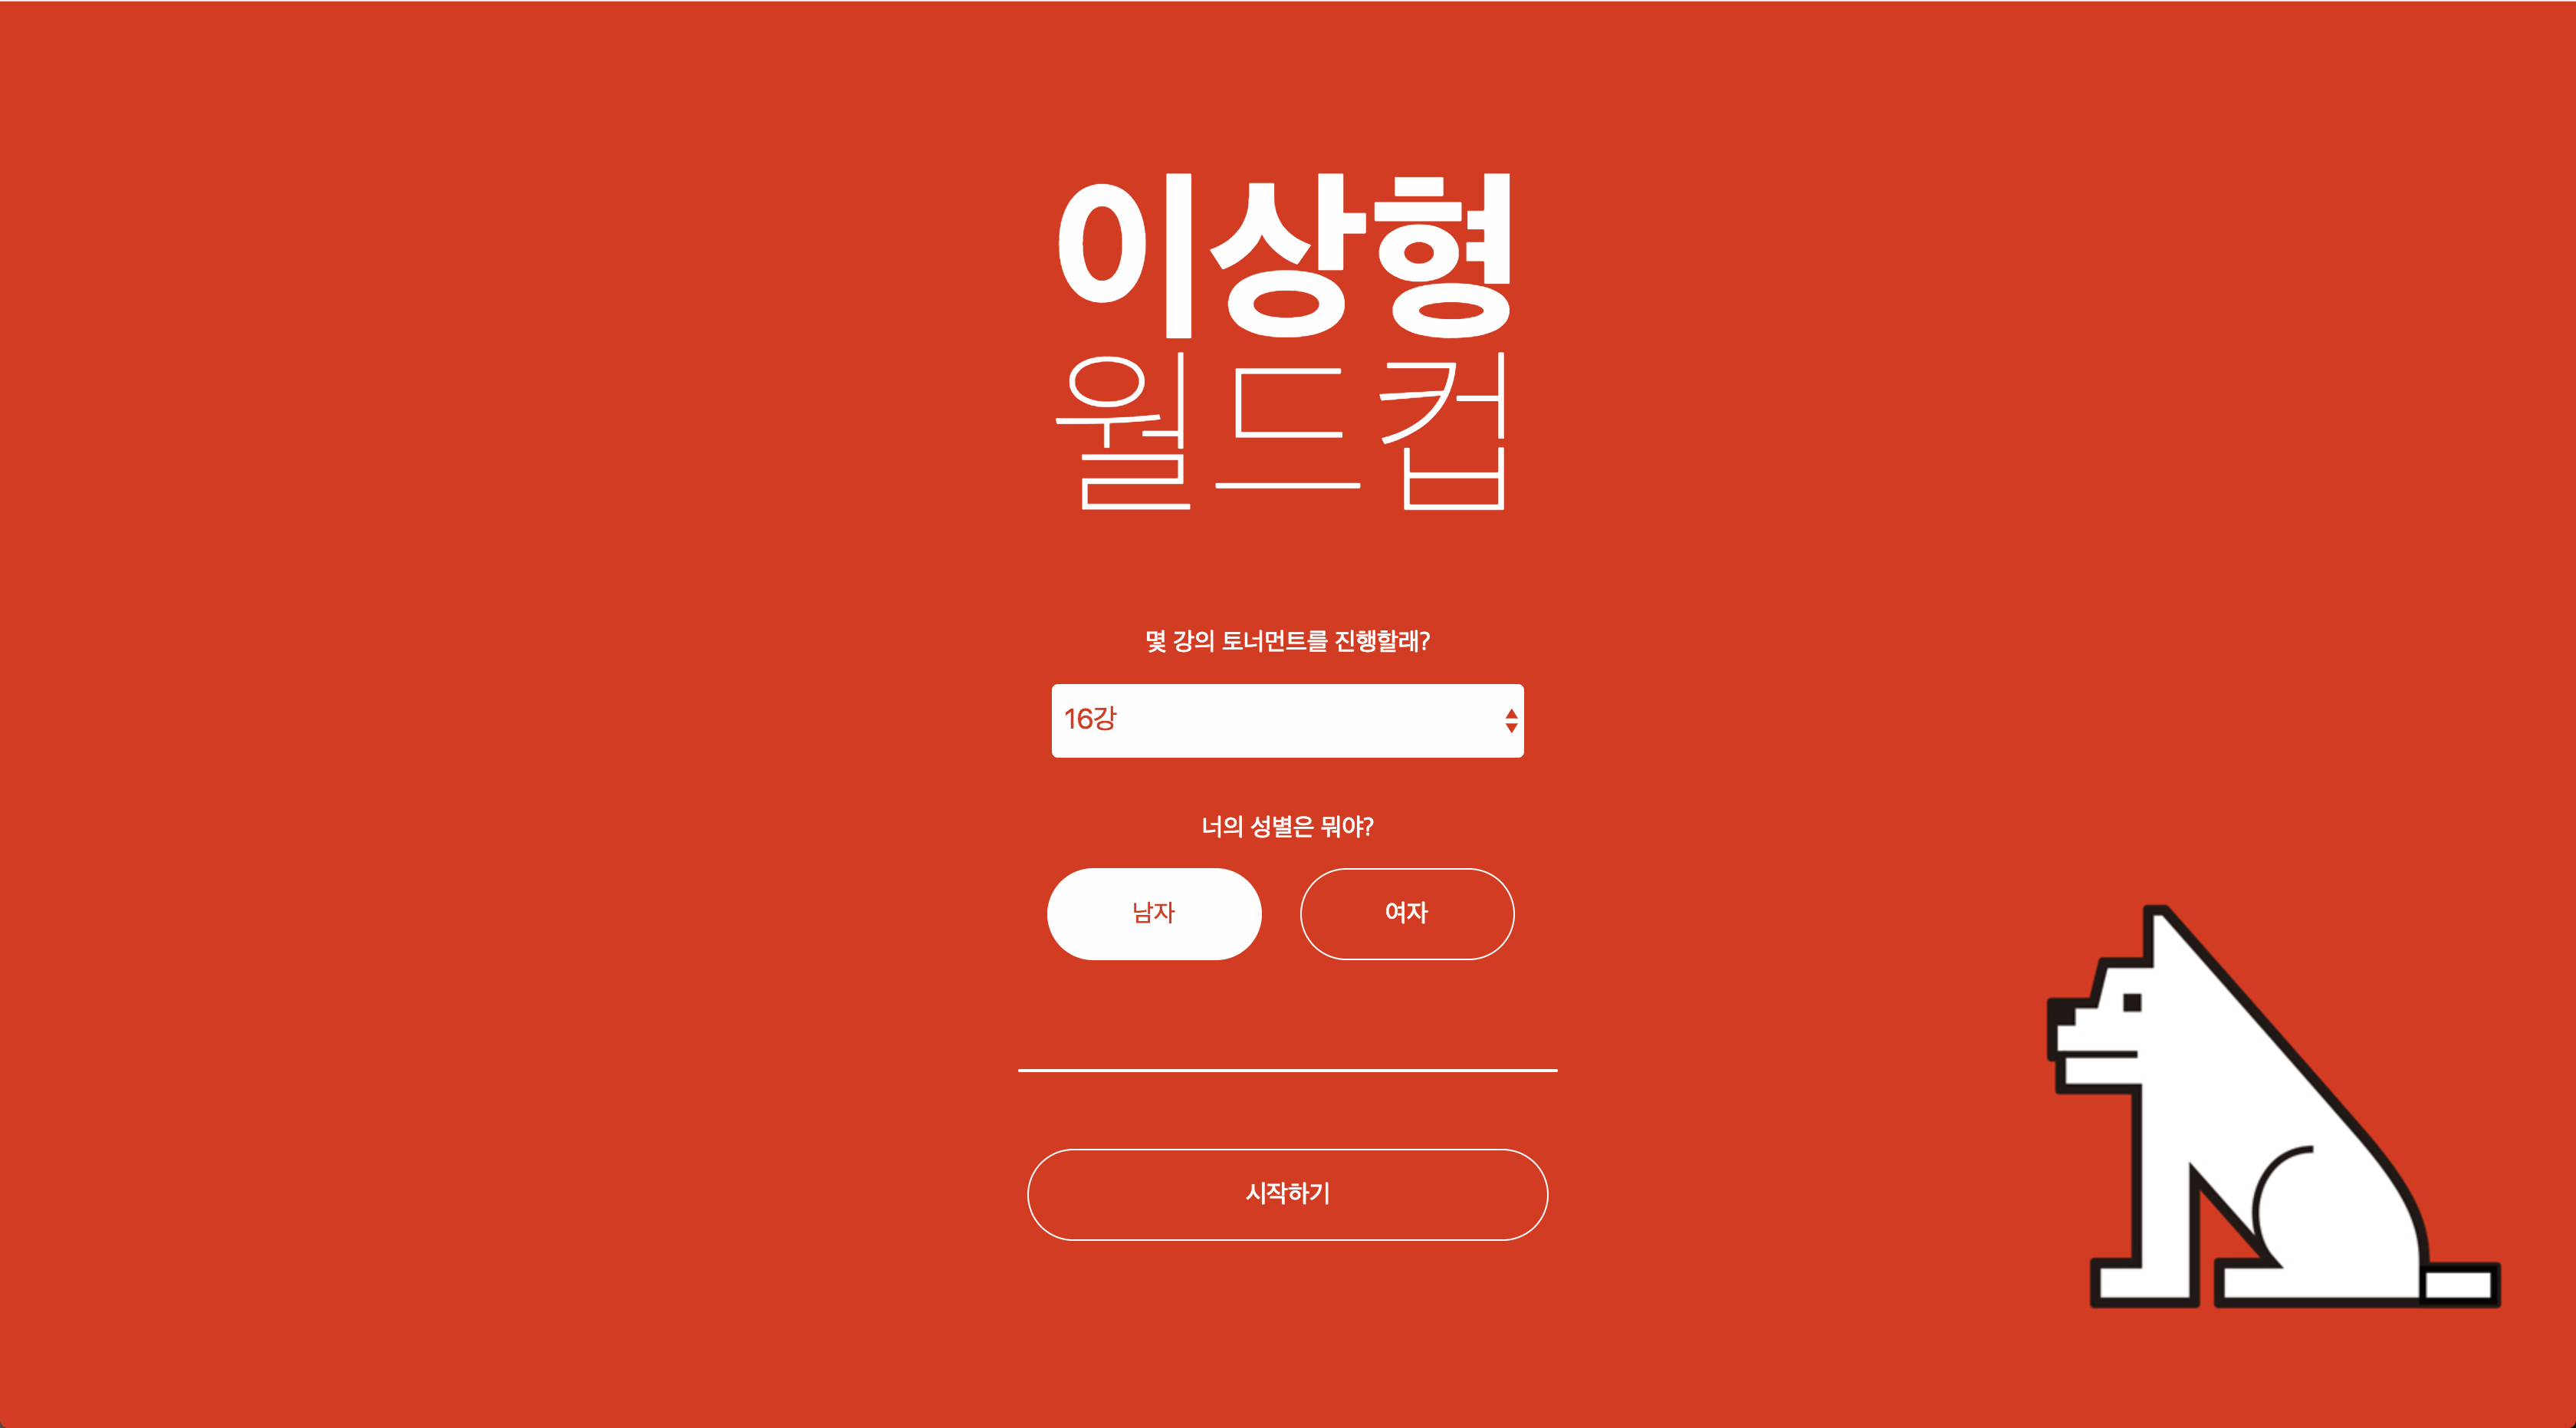 이상형
월드컵
몇 강의 토너먼트를 진행할래?
16강
너의 성별은 뭐야?
남자 여자
시작하기